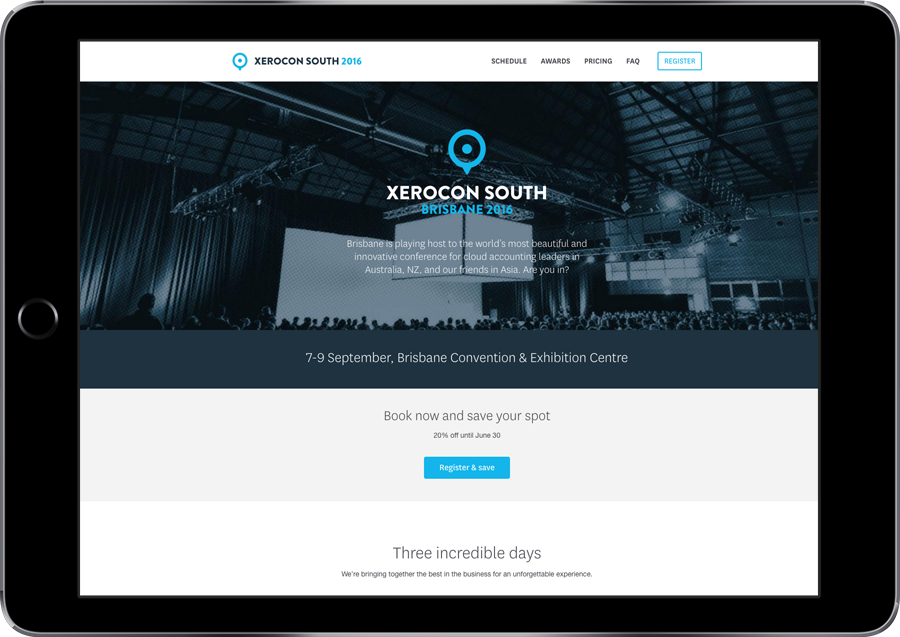 XEROCON SOUTH 2016
SCHEDULE AWARDS PRICING FAQ REGISTER
XEROCON SOUTH
BRISBANE 2016
Brisbane is playing host to the world's most beautiful and
innovative conference for cloud accounting leaders in
Australia, NZ, and our friends in Asia. Are you in?
7-9 September, Brisbane Convention & Exhibition Centre
Book now and save your spot
20% off until June 30
Register & save
Three incredible days
We're bringing together the best in the business for an unforgettable experience.